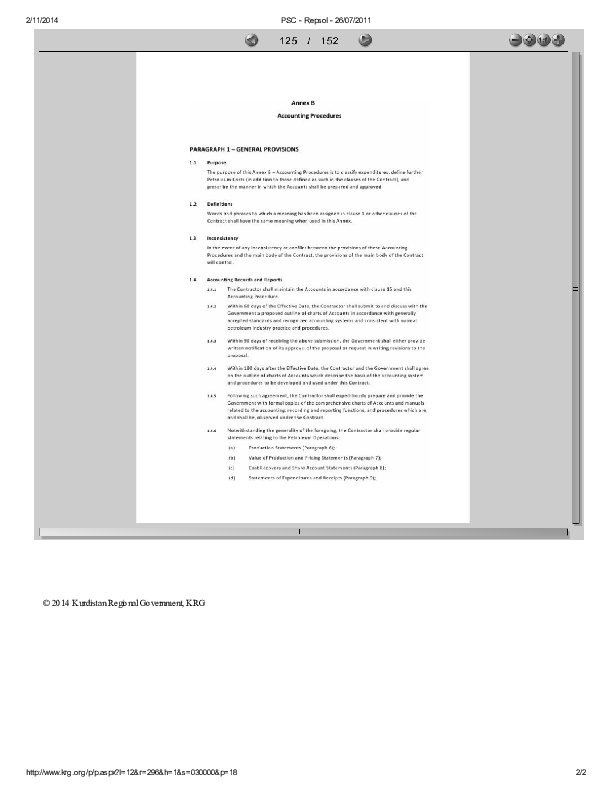 2/11/2014
PSC - Repsol - 26/07/2011
125 / 152
Annex B
Accounting Procedures
PARAGRAPH 1 – GENERAL PROVISIONS
1.1 Purpose
The purpose of this Annex B – Accounting Procedures is to classify expenditures, define further
Petroleum Costs (in addition to those defined as such in the clauses of the Contract), and
prescribe the manner in which the Accounts shall be prepared and approved.
1.2 Definitions
Words and phrases to which a meaning has been assigned in clause 1 or other clauses of the
Contract shall have the same meaning when used in this Annex.
1.3 Inconsistency
In the event of any inconsistency or conflict between the provisions of these Accounting
Procedures and the main body of the Contract, the provisions of the main body of the Contract
will control.
1.4 Accounting Records and Reports
1.4.1 The Contractor shall maintain the Accounts in accordance with clause 15 and this
Accounting Procedure.
1.4.2 Within 60 days of the Effective Date, the Contractor shall submit to and discuss with the
Government a proposed outline of charts of Accounts in accordance with generally
accepted standards and recognized accounting systems and consistent with normal
petroleum industry practice and procedures.
1.4.3 Within 90 days of receiving the above submission, the Government shall either provide
written notification of its approval of the proposal or request in writing revisions to the
proposal.
1.4.4 Within 180 days after the Effective Date, the Contractor and the Government shall agree
on the outline of charts of Accounts which describe the basis of the accounting system
and procedures to be developed and used under this Contract.
1.4.5 Following such agreement, the Contractor shall expeditiously prepare and provide the
Government with formal copies of the comprehensive charts of Accounts and manuals
related to the accounting, recording and reporting functions, and procedures which are,
and shall be, observed under the Contract.
1.4.6 Notwithstanding the generality of the foregoing, the Contractor shall provide regular
statements relating to the Petroleum Operations:
(a) Production Statements (Paragraph 6);
(b) Value of Production and Pricing Statements (Paragraph 7);
(c) Cost Recovery and Share Account Statements (Paragraph 8);
(d) Statements of Expenditures and Receipts (Paragraph 9);
© 2014 Kurdistan Regional Government, KRG
http://www.krg.org/p/p.aspx?l=12&r=296&h=1&s=030000&p=18
2/2